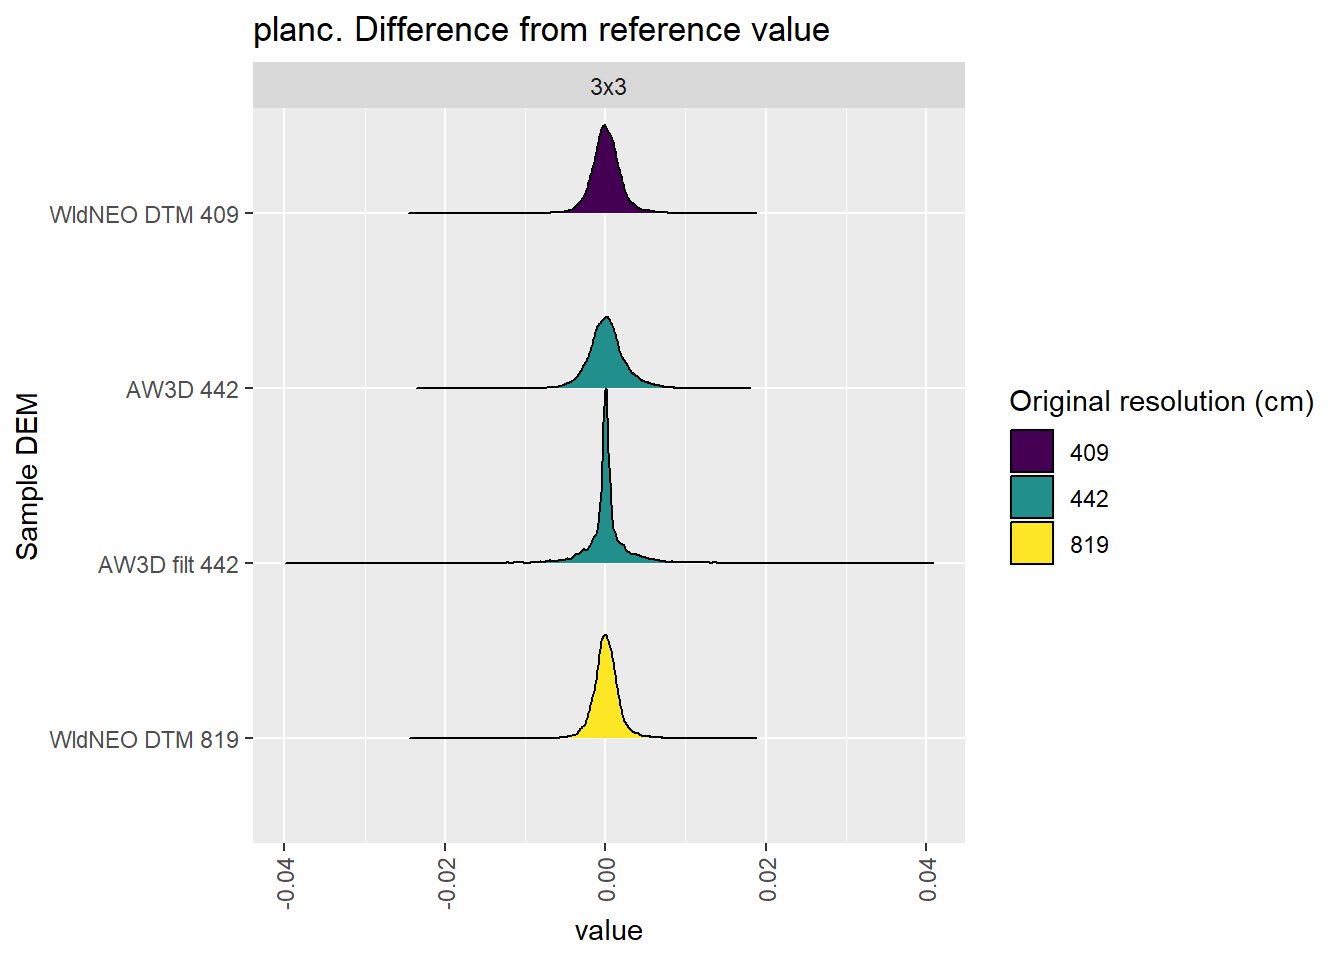 planc. Difference from reference value
3x3
WldNEO DTM 409
AW3D 442
AW3D filt 442
WldNEO DTM 819
Sample DEM
-0.04
-0.02
0.00
0.02
0.04
value
Original resolution (cm)
409
442
819